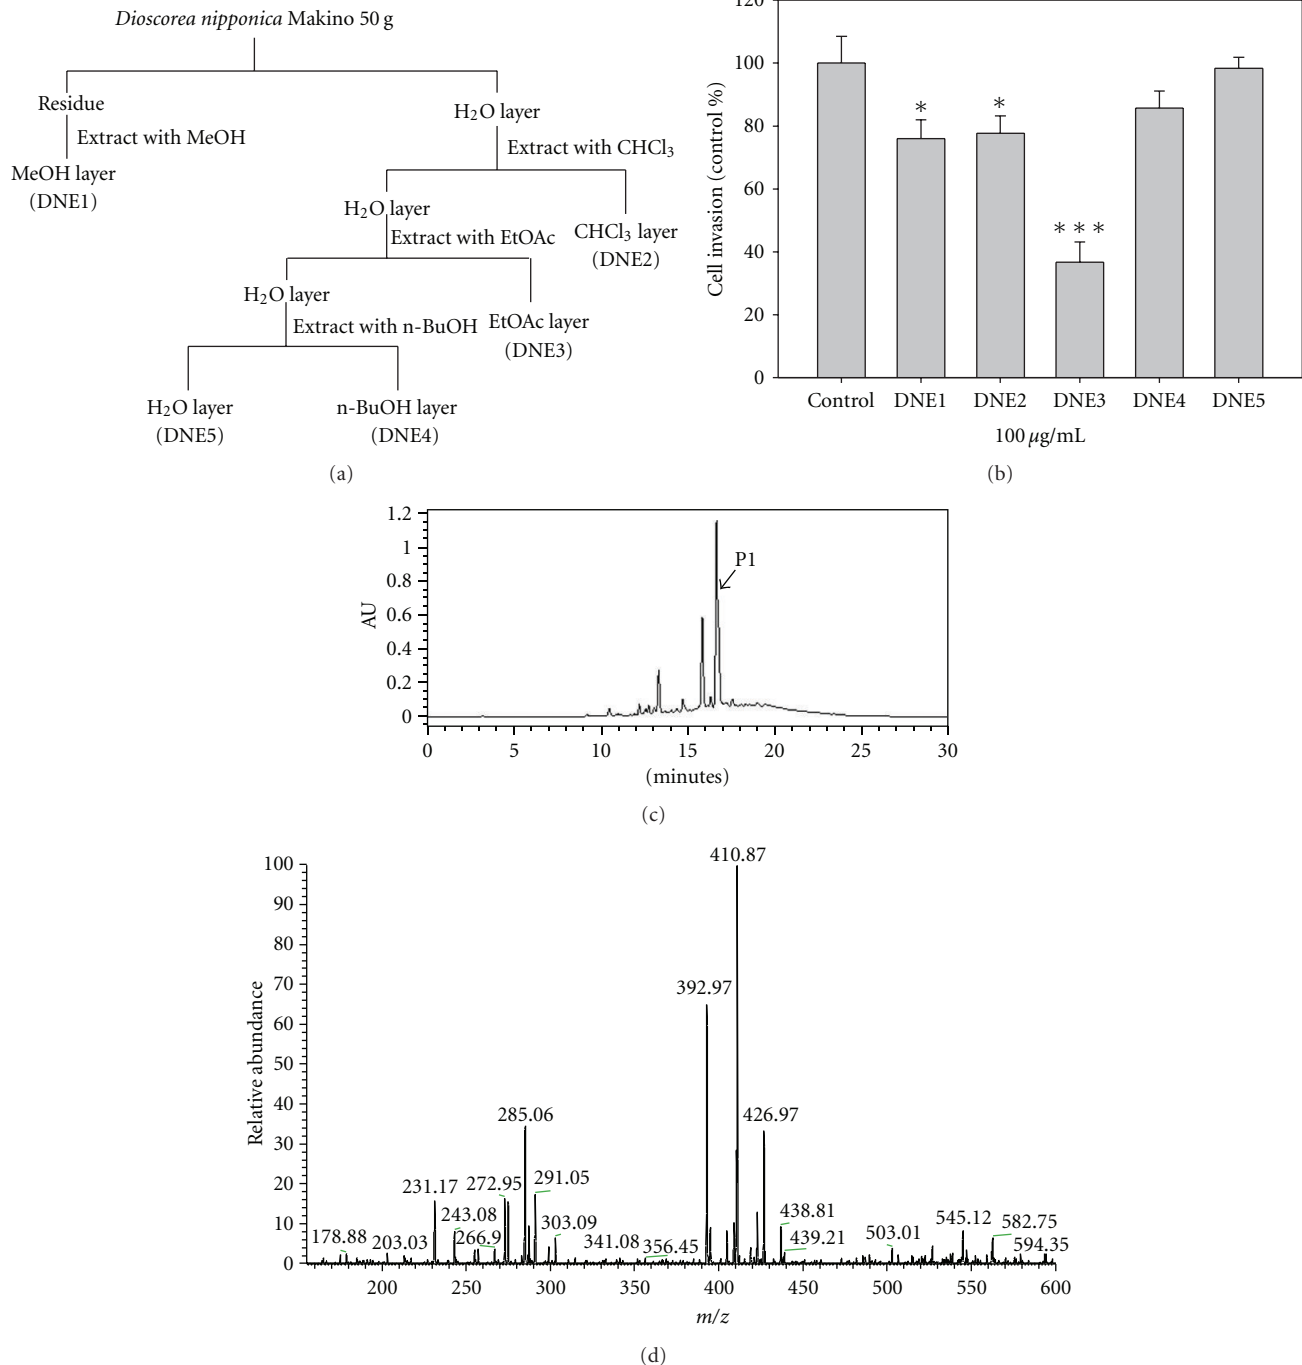 Dioscorea nipponica Makino 50 g
Residue
H2O layer
Extract with MeOH
Extract with CHCl3
MeOH layer
(DNE1)
H2O layer
Extract with EtOAc
CHCl3 layer
(DNE2)
H2O layer
Extract with n-BuOH
EtOAc layer
(DNE3)
H2O layer
(DNE5)
n-BuOH layer
(DNE4)
(a)
120
100
80
60
40
20
0
Cell invasion (control %)
*
*
***
Control DNE1 DNE2 DNE3 DNE4 DNE5
100 µg/mL
(b)
1.2
1
0.8
0.6
0.4
0.2
0
AU
P1
0 5 10 15 20 25 30
(minutes)
(c)
100
90
80
70
60
50
40
30
20
10
0
Relative abundance
410.87
392.97
285.06
426.97
231.17
272.95
291.05
243.08
303.09
438.81
545.12
582.75
178.88
203.03
266.9
341.08
356.45
439.21
503.01
594.35
200 250 300 350 400 450 500 550 600
m/z
(d)